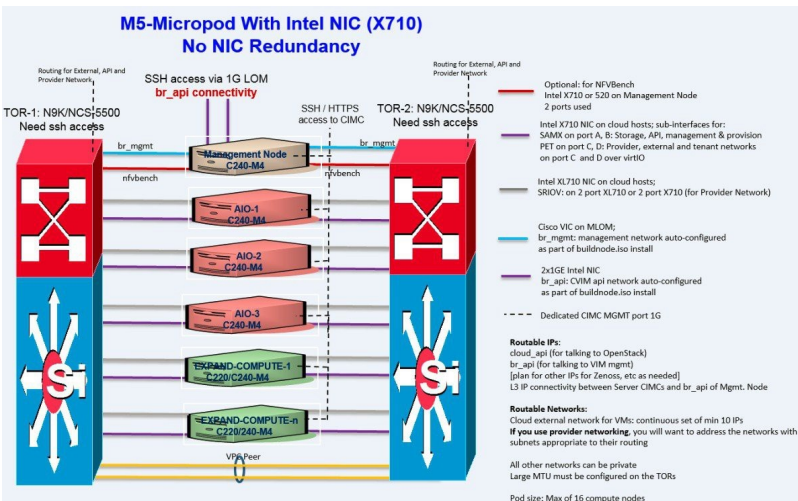 M5-Micropod With Intel NIC (X710)
No NIC Redundancy
Routing for External, API and
Provider Network
SSH access via 1G LOM
br_api connectivity
Routing for External, API and
Provider Network
TOR-1: N9K/NCS-5500
Need ssh access
SSH / HTTPS
access to CIMC
TOR-2: N9K/NCS-5500
Need ssh access
br_mgmt
br_mgmt
Management Node
C240-M4
nfvbench
nfvbench
AIO-1
C240-M4
AIO-2
C240-M4
AIO-3
C240-M4
EXPAND-COMPUTE-1
C220/C240-M4
EXPAND-COMPUTE-n
C220/240-M4
Si
Si
VPC Peer
Optional: for NFVBench
Intel X710 or 520 on Management Node
2 ports used
Intel X710 NIC on cloud hosts; sub-interfaces for:
SAMX on port A, B: Storage, API, management & provision
PET on port C, D: Provider, external and tenant networks
on port C and D over virtIO
Intel XL710 NIC on cloud hosts;
SRIOV: on 2 port XL710 or 2 port X710 (for Provider Network)
Cisco VIC on MLOM;
br_mgmt: management network auto-configured
as part of buildnode.iso install
2x1GE Intel NIC
br_api: CVIM api network auto-configured
as part of buildnode.iso install
Dedicated CIMC MGMT port 1G
Routable IPs:
cloud_api (for talking to OpenStack)
br_api (for talking to VIM mgmt)
[plan for other IPs for Zenoss, etc as needed]
L3 IP connectivity between Server CIMCs and br_api of Mgmt. Node
Routable Networks:
Cloud external network for VMs: continuous set of min 10 IPs
If you use provider networking, you will want to address the networks with
subnets appropriate to their routing
All other networks can be private
Large MTU must be configured on the TORs
Pod size: Max of 16 compute nodes